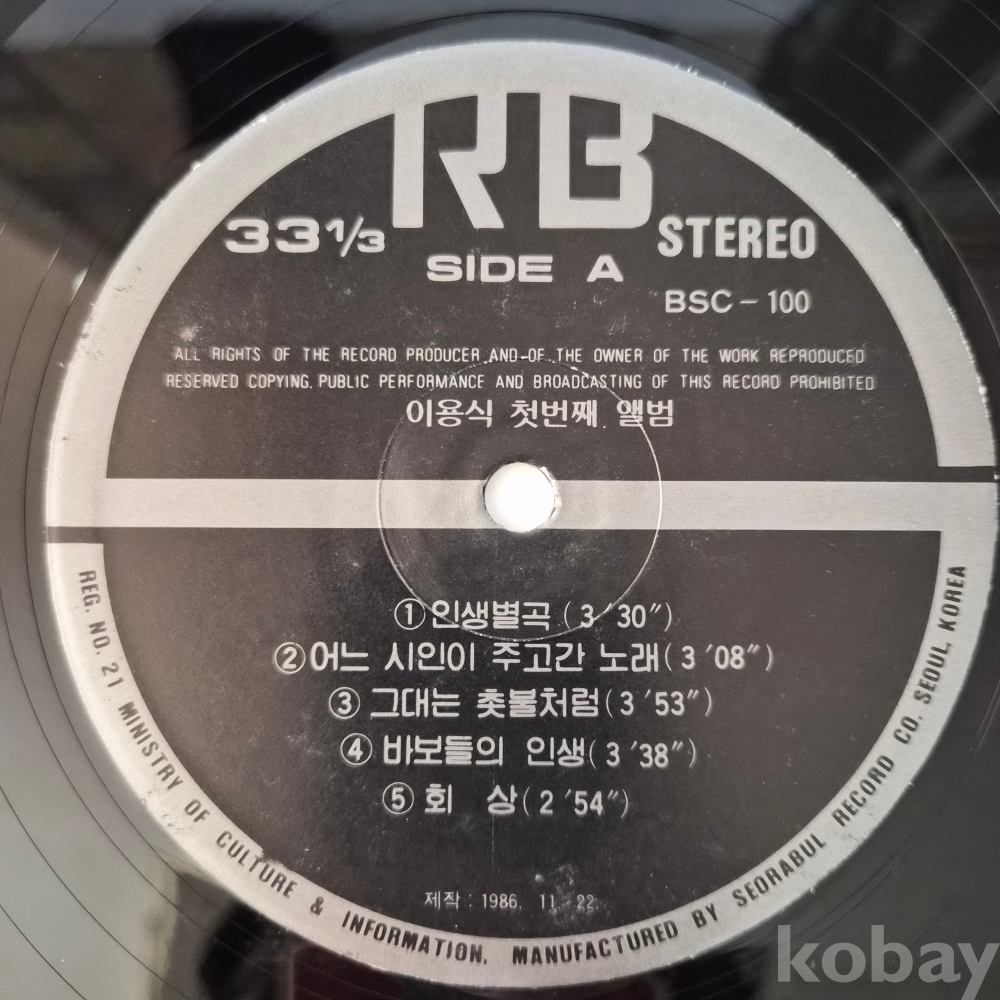 RB
33 1/3
STEREO
SIDE A
BSC - 100
ALL RIGHTS OF THE RECORD PRODUCER AND OF THE OWNER OF THE WORK REPRODUCED
RESERVED COPYING, PUBLIC PERFORMANCE AND BROADCASTING OF THIS RECORD PROHIBITED
이용식 첫번째 앨범
① 인생별곡 (3 ′30″)
② 어느 시인이 주고간 노래 (3 ′08″)
③ 그대는 촛불처럼 (3 ′53″)
④ 바보들의 인생 (3 ′38″)
⑤ 회 상 (2 ′54″)
제작 : 1986. 11. 22.
REG. NO. 21 MINISTRY OF CULTURE & INFORMATION. MANUFACTURED BY SEORABUL RECORD CO. SEOUL, KOREA
kobay